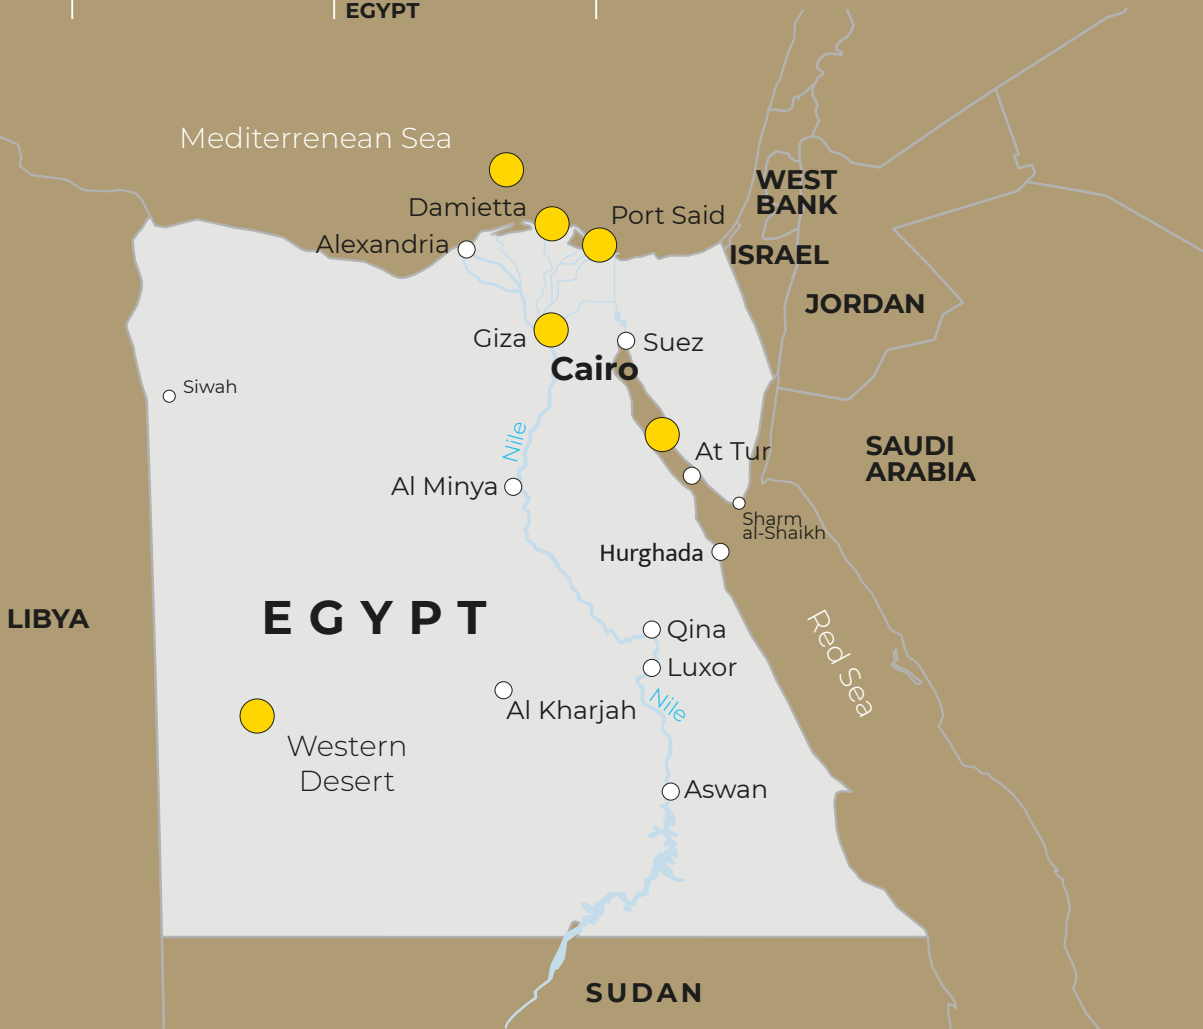 EGYPT
Mediterrenean Sea
WEST
BANK
Damietta
Port Said
Alexandria
ISRAEL
JORDAN
Giza
Suez
Cairo
Siwah
Nile
At Tur
SAUDI
ARABIA
Al Minya
Sharm
al-Shaikh
Hurghada
EGYPT
LIBYA
Qina
Red Sea
Luxor
Nile
Al Kharjah
Western
Desert
Aswan
SUDAN